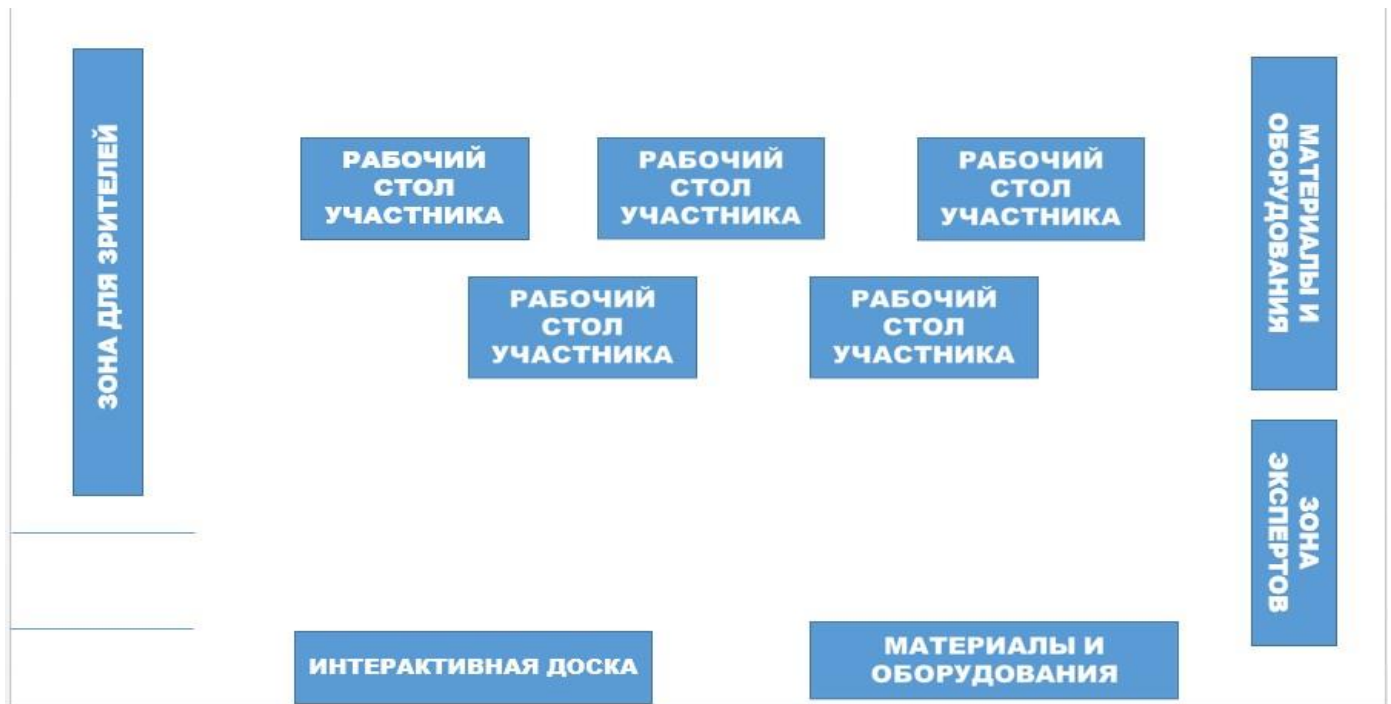 ЗОНА ДЛЯ ЗРИТЕЛЕЙ
РАБОЧИЙ
СТОЛ
УЧАСТНИКА
РАБОЧИЙ
СТОЛ
УЧАСТНИКА
РАБОЧИЙ
СТОЛ
УЧАСТНИКА
МАТЕРИАЛЫ И
ОБОРУДОВАНИЯ
РАБОЧИЙ
СТОЛ
УЧАСТНИКА
РАБОЧИЙ
СТОЛ
УЧАСТНИКА
ЗОНА
ЭКСПЕРТОВ
ИНТЕРАКТИВНАЯ ДОСКА
МАТЕРИАЛЫ И
ОБОРУДОВАНИЯ